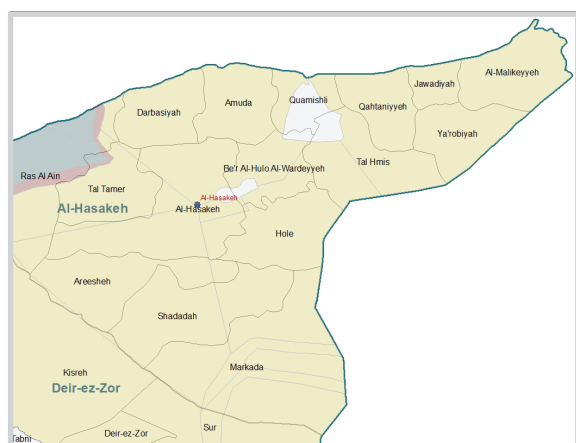 Al-Malikeyyeh
Jawadiyah
Quamishli
Amuda
Qahtaniyyeh
Darbasiyah
Ya'robiyah
Tal Hmis
Be'r Al-Hulo Al-Wardeyyeh
Ras Al Ain
Tal Tamer
Al-Hasakeh
Al-Hasakeh
Al-Hasakeh
Hole
Areesheh
Shadadah
Markada
Kisreh
Deir-ez-Zor
Sur
Deir-ez-Zor
Tabni